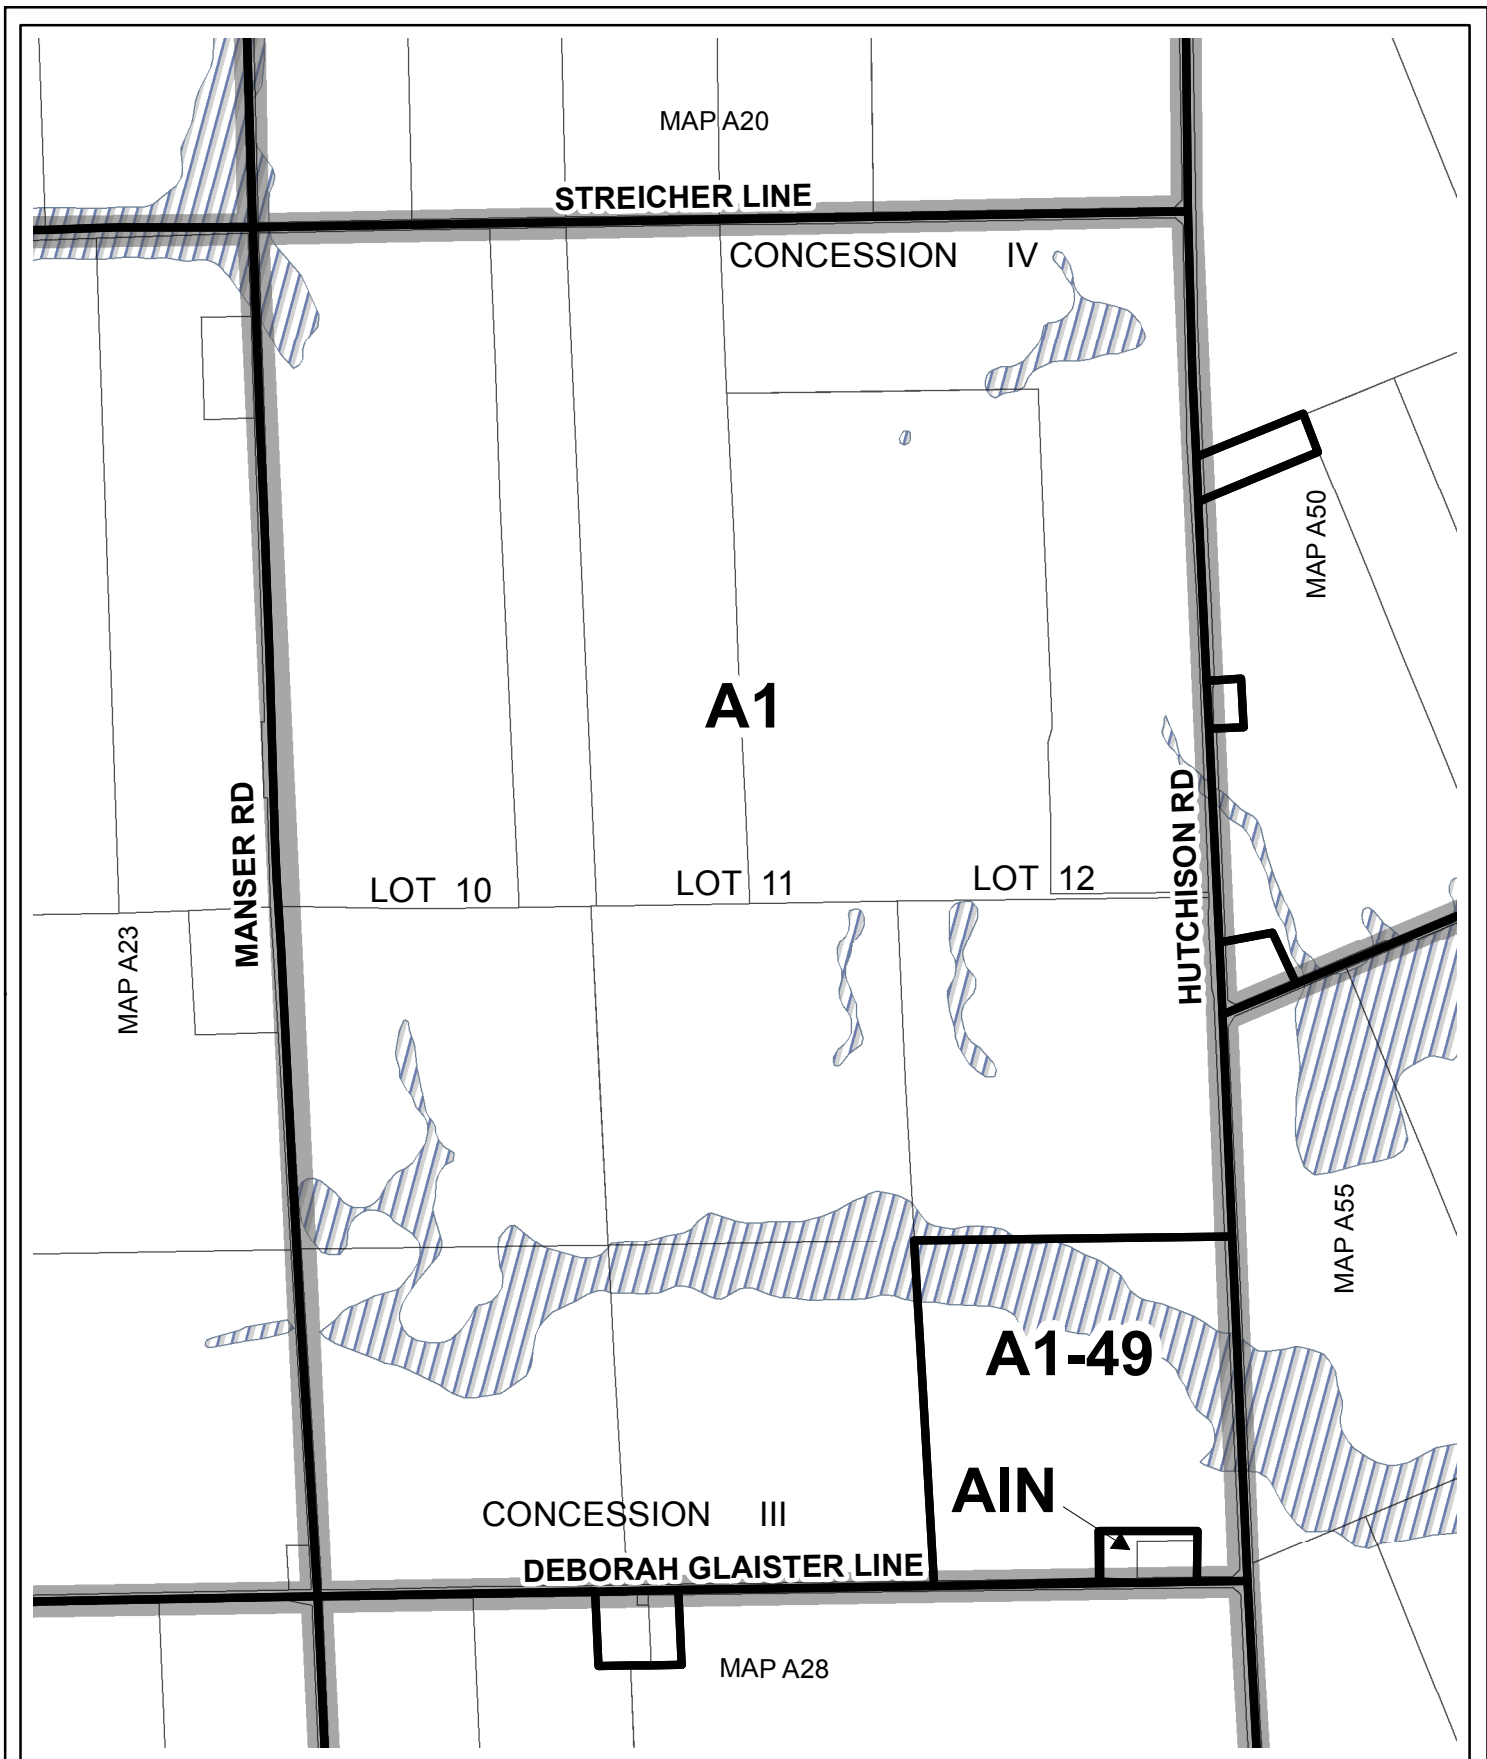 MAP A20
STREICHER LINE
CONCESSION IV
MAP A50
A1
MANSER RD
HUTCHISON RD
LOT 10
LOT 11
LOT 12
MAP A23
MAP A55
A1-49
AIN
CONCESSION III
DEBORAH GLAISTER LINE
MAP A28